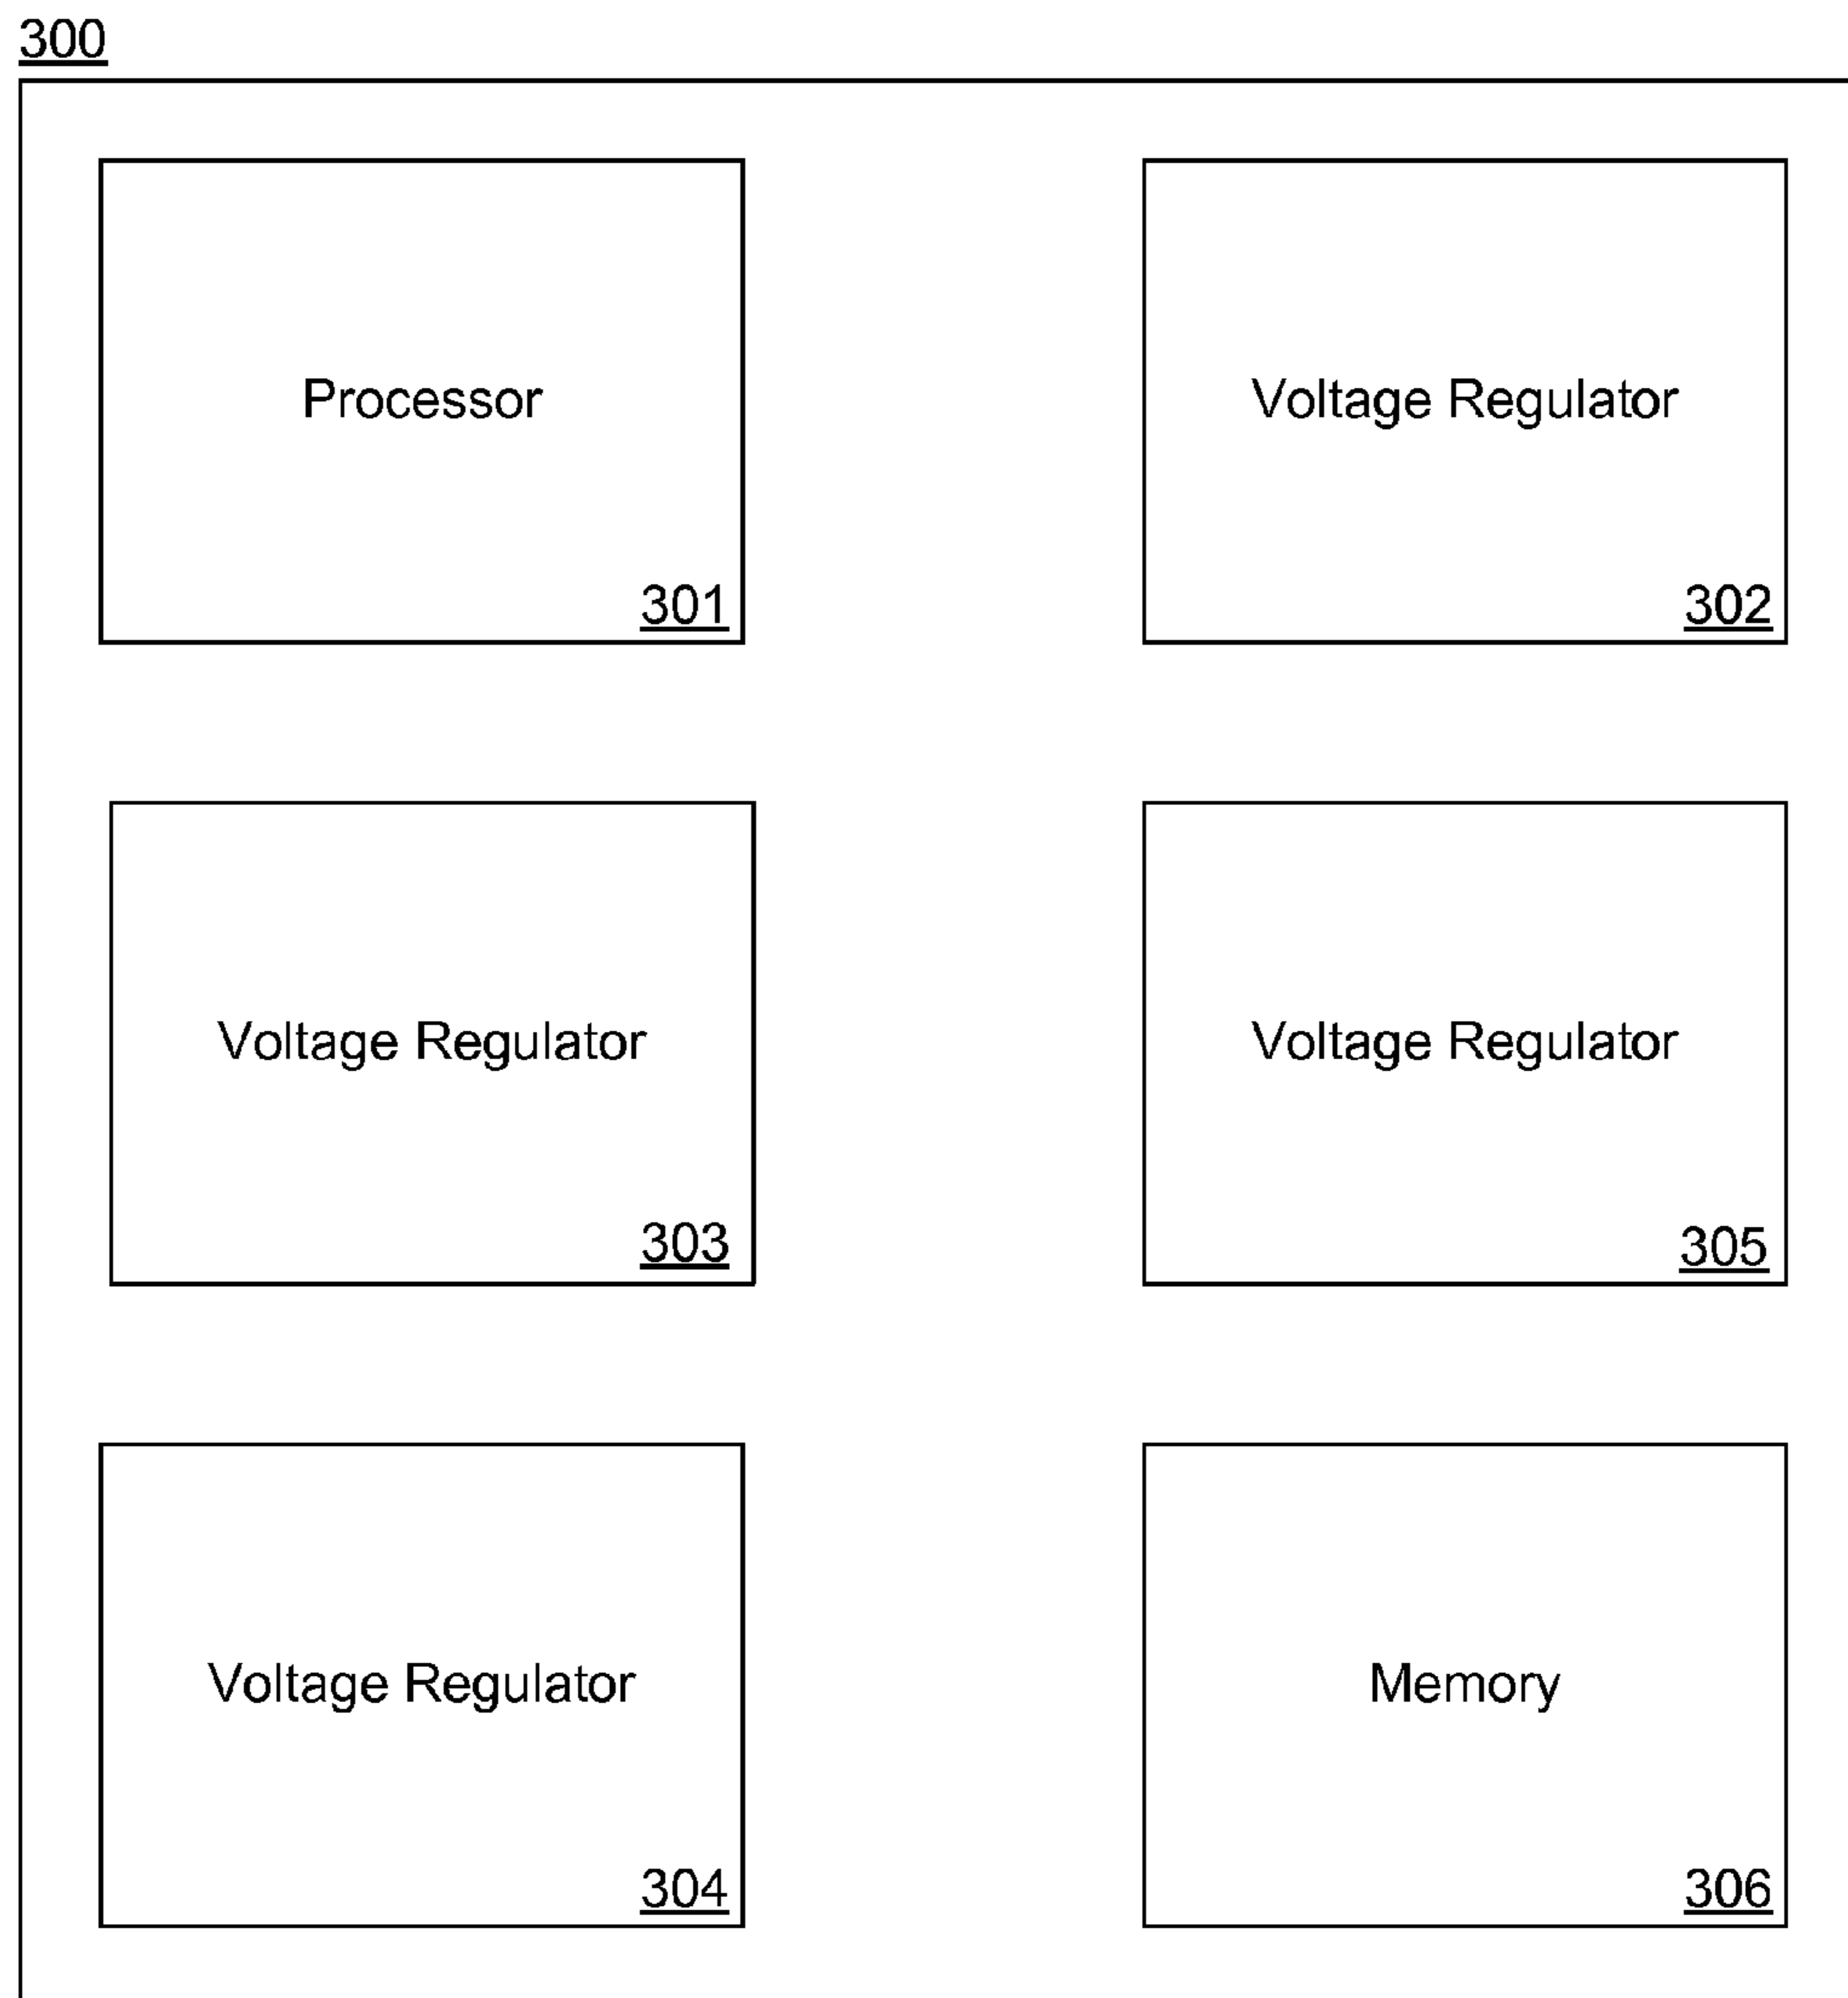 300
Processor
301
Voltage Regulator
302
Voltage Regulator
303
Voltage Regulator
305
Voltage Regulator
304
Memory
306